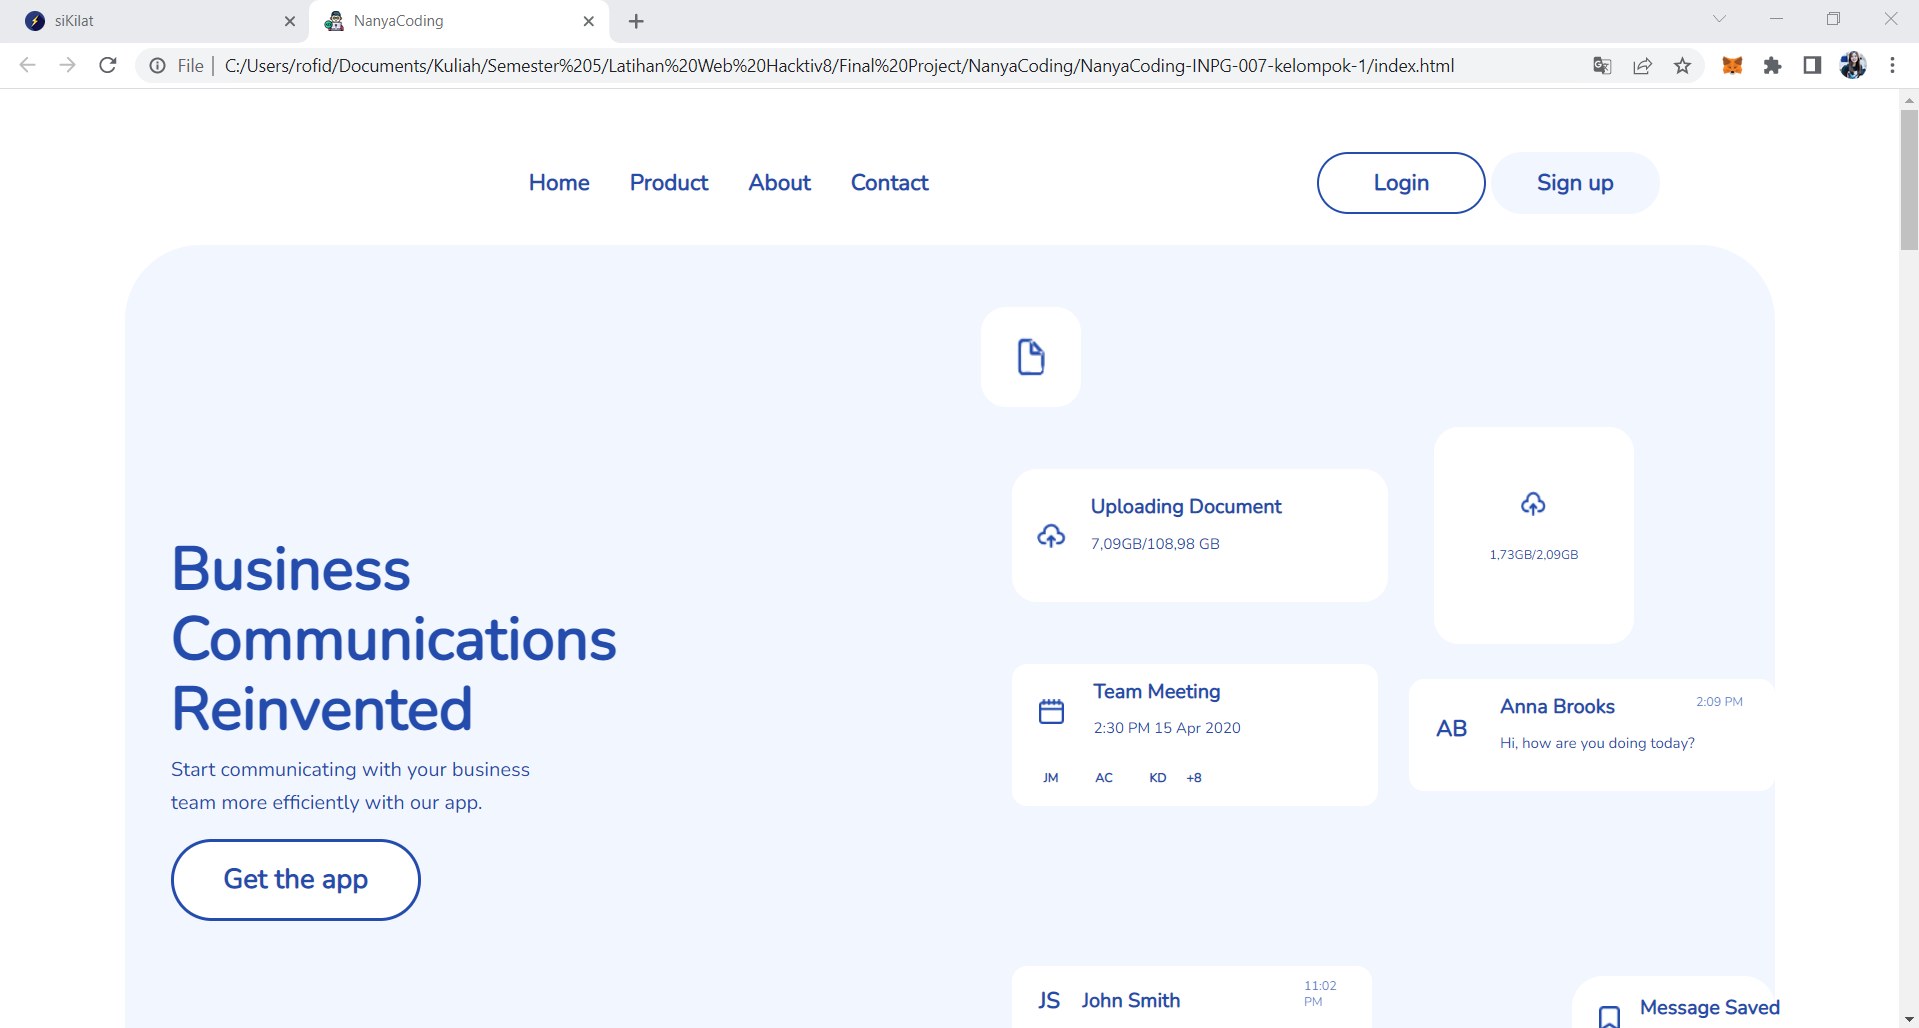 siKilat
NanyaCoding
File | C:/Users/rofid/Documents/Kuliah/Semester%205/Latihan%20Web%20Hacktiv8/Final%20Project/NanyaCoding/NanyaCoding-INPG-007-kelompok-1/index.html
Home Product About Contact
Login Sign up
Business
Communications
Reinvented
Start communicating with your business
team more efficiently with our app.
Get the app
Uploading Document
7,09GB/108,98 GB
1,73GB/2,09GB
Team Meeting
2:30 PM 15 Apr 2020
JM AC KD +8
AB
Anna Brooks
2:09 PM
Hi, how are you doing today?
JS
John Smith
11:02
PM
Message Saved